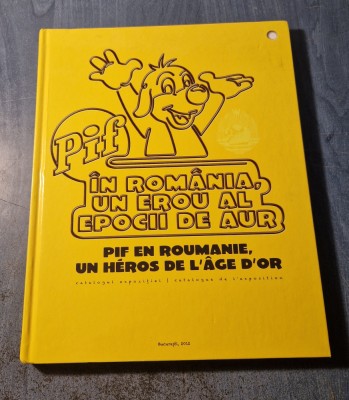 Pif
ÎN ROMÂNIA,
UN EROU AL
EPOCII DE AUR
PIF EN ROUMANIE,
UN HÉROS DE L'ÂGE D'OR
catalogul expoziției | catalogue de l'exposition
București, 2012